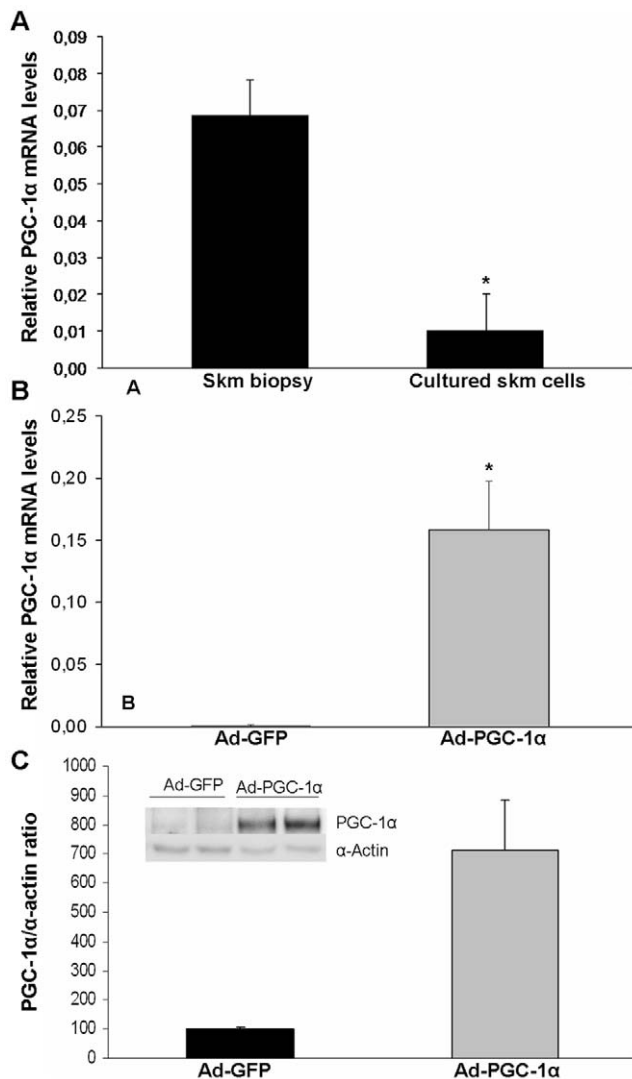 A
Relative PGC-1α mRNA levels
0,09
0,08
0,07
0,06
0,05
0,04
0,03
0,02
0,01
0,00
*
Skm biopsy
Cultured skm cells
A
B
Relative PGC-1α mRNA levels
0,25
0,20
0,15
0,10
0,05
0,00
*
B
Ad-GFP
Ad-PGC-1α
C
PGC-1α/α-actin ratio
1000
900
800
700
600
500
400
300
200
100
0
Ad-GFP
Ad-PGC-1α
PGC-1α
α-Actin
Ad-GFP
Ad-PGC-1α